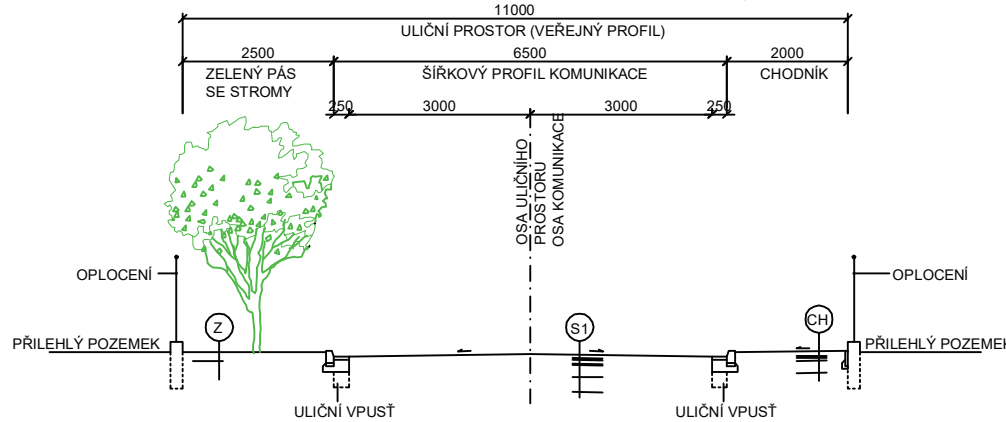 11000
ULIČNÍ PROSTOR (VEŘEJNÝ PROFIL)
2500
6500
2000
ZELENÝ PÁS
SE STROMY
ŠÍŘKOVÝ PROFIL KOMUNIKACE
CHODNÍK
250
3000
3000
250
OSA ULIČNÍHO
PROSTORU
OSA KOMUNIKACE
OPLOCENÍ
OPLOCENÍ
Z
S1
CH
PŘILEHLÝ POZEMEK
PŘILEHLÝ POZEMEK
ULIČNÍ VPUSŤ
ULIČNÍ VPUSŤ